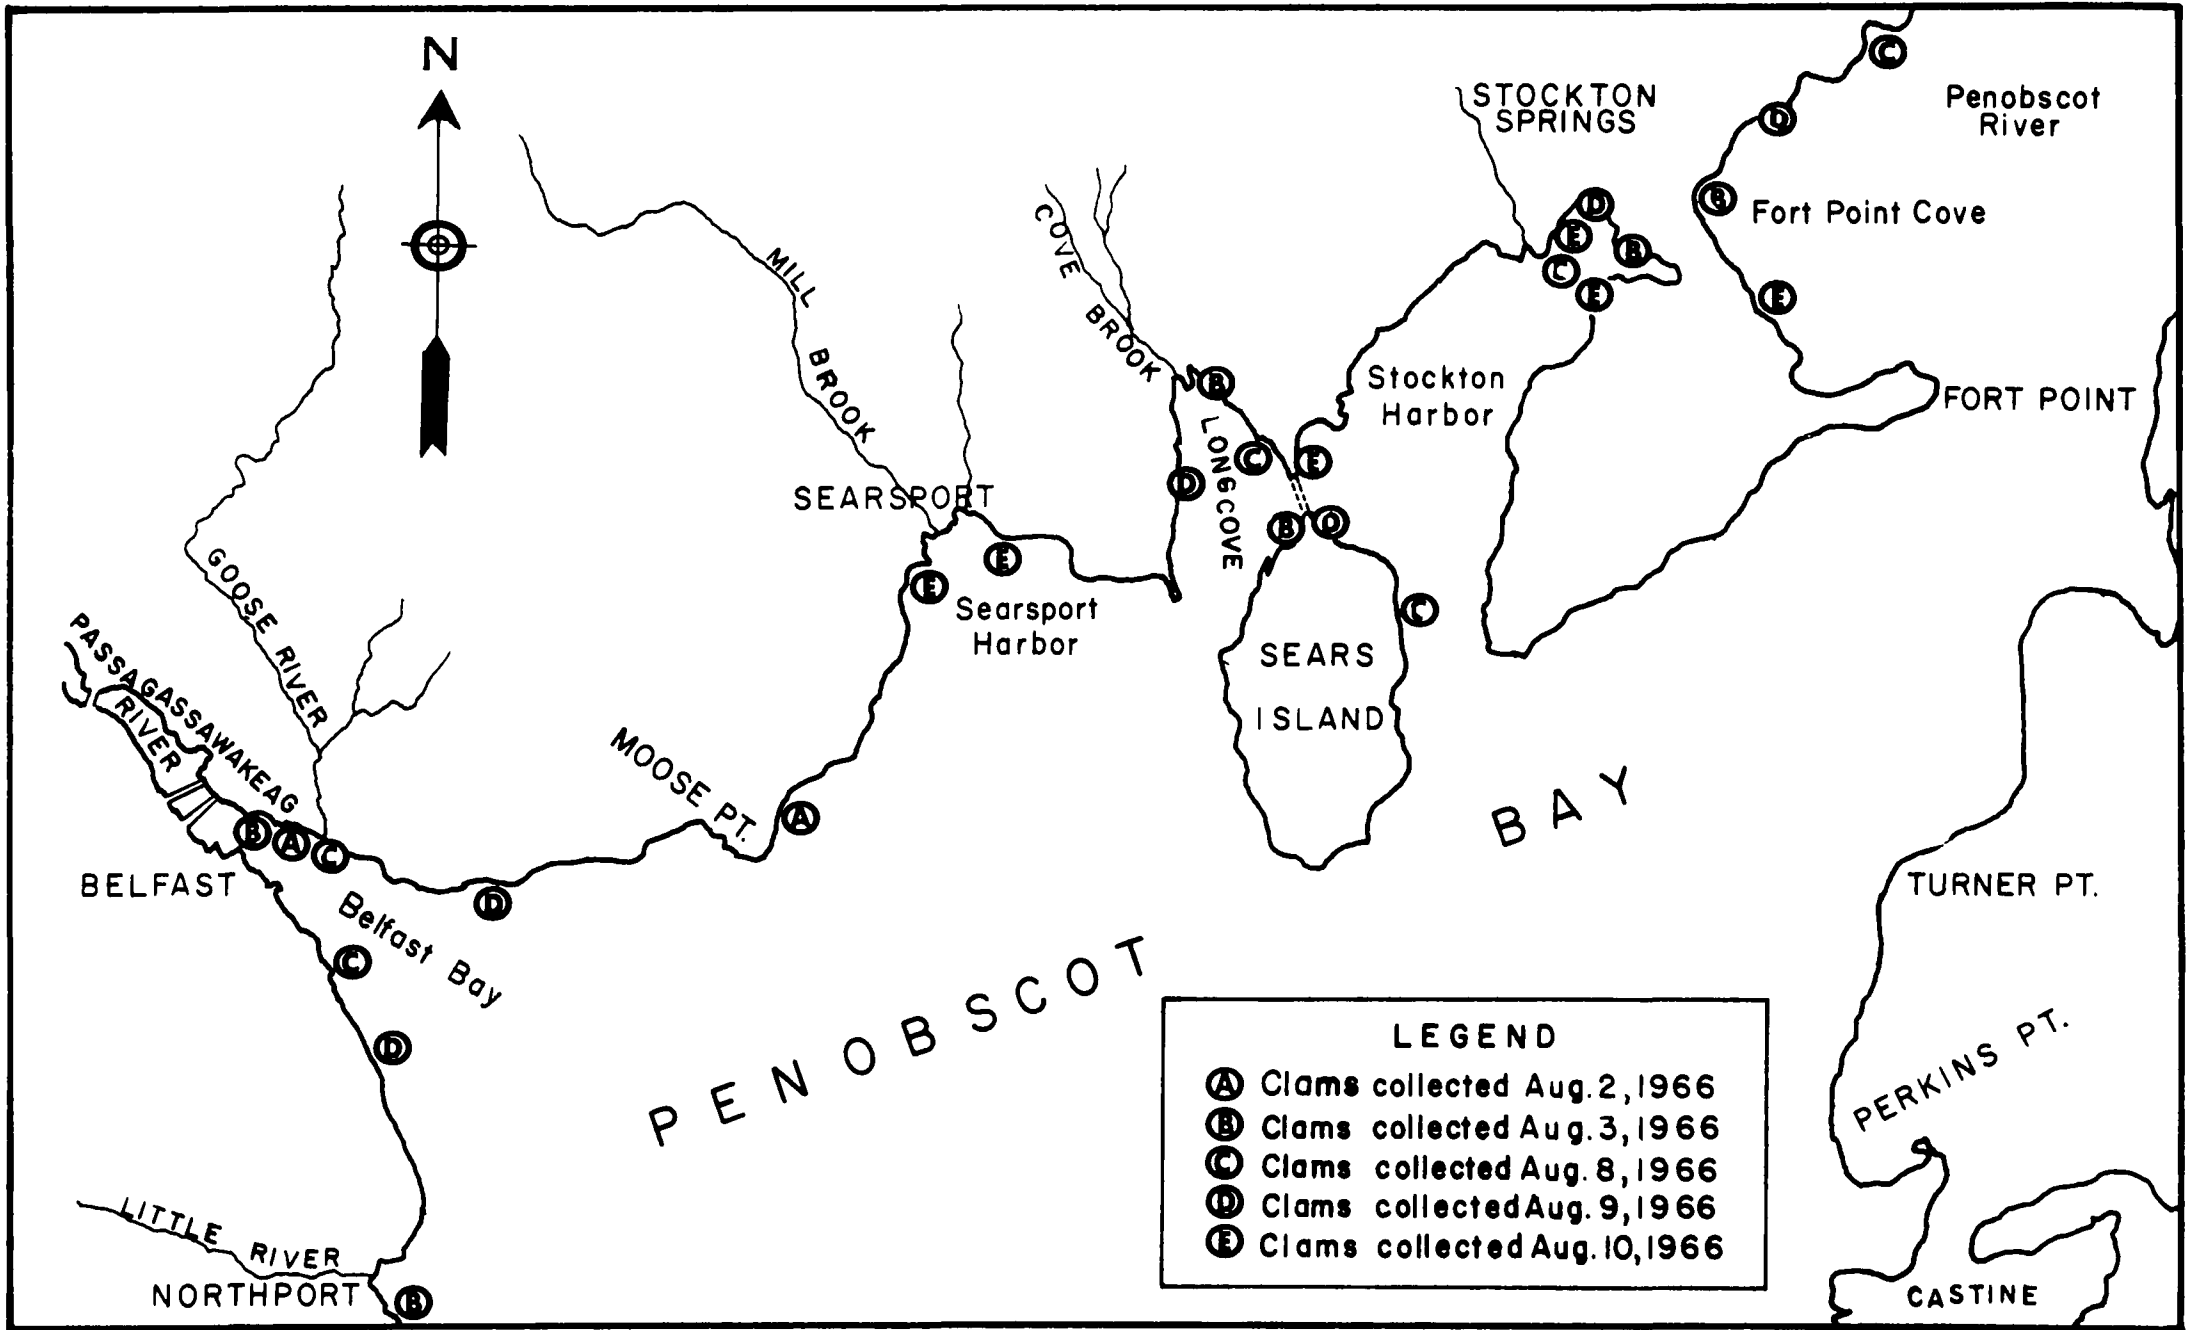 N
STOCKTON
SPRINGS
Penobscot
River
C
D
B
Fort Point Cove
E
D
E
B
C
E
COVE BROOK
MILL BROOK
B
Stockton
Harbor
FORT POINT
LONG COVE
C
E
D
B
D
SEARSPORT
E
E
Searsport
Harbor
C
SEARS
ISLAND
GOOSE RIVER
PASSAGASSAWAKEAG
RIVER
MOOSE PT.
A
B
A
C
BELFAST
D
Belfast Bay
C
D
PENOBSCOT BAY
TURNER PT.
PERKINS PT.
LITTLE RIVER
NORTHPORT
B
CASTINE
LEGEND
A Clams collected Aug. 2, 1966
B Clams collected Aug. 3, 1966
C Clams collected Aug. 8, 1966
D Clams collected Aug. 9, 1966
E Clams collected Aug. 10, 1966